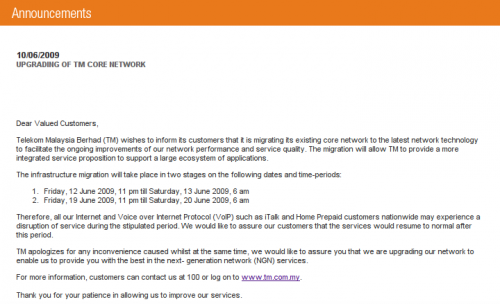 Announcements
10/06/2009
UPGRADING OF TM CORE NETWORK
Dear Valued Customers,
Telekom Malaysia Berhad (TM) wishes to inform its customers that it is migrating its existing core network to the latest network technology
to facilitate the ongoing improvements of our network performance and service quality. The migration will allow TM to provide a more
integrated service proposition to support a large ecosystem of applications.
The infrastructure migration will take place in two stages on the following dates and time-periods:
1. Friday, 12 June 2009, 11 pm till Saturday, 13 June 2009, 6 am
2. Friday, 19 June 2009, 11 pm till Saturday, 20 June 2009, 6 am
Therefore, all our Internet and Voice over Internet Protocol (VoIP) such as iTalk and Home Prepaid customers nationwide may experience a
disruption of service during the stipulated period. We would like to assure our customers that the services would resume to normal after
this period.
TM apologizes for any inconvenience caused whilst at the same time, we would like to assure you that we are upgrading our network to
enable us to provide you with the best in the next- generation network (NGN) services.
For more information, customers can contact us at 100 or log on to www.tm.com.my.
Thank you for your patience in allowing us to improve our services.